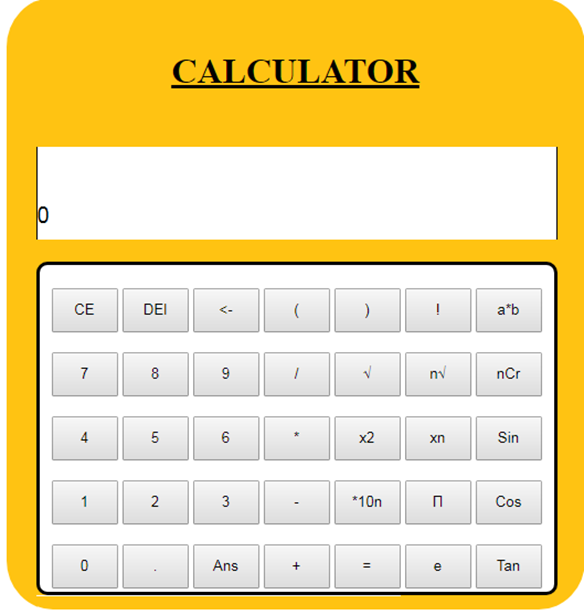 CALCULATOR
0
CE DEl <- ( ) ! a*b
7 8 9 / √ n√ nCr
4 5 6 * x2 xn Sin
1 2 3 - *10n Π Cos
0 . Ans + = e Tan